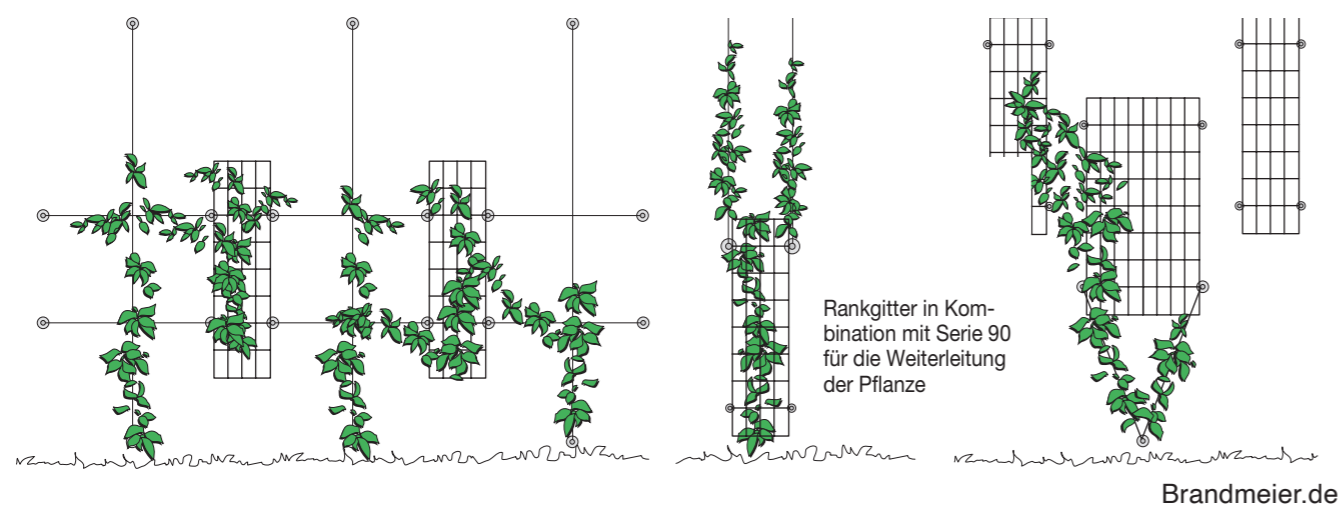 Rankgitter in Kom-
bination mit Serie 90
für die Weiterleitung
der Pflanze
Brandmeier.de